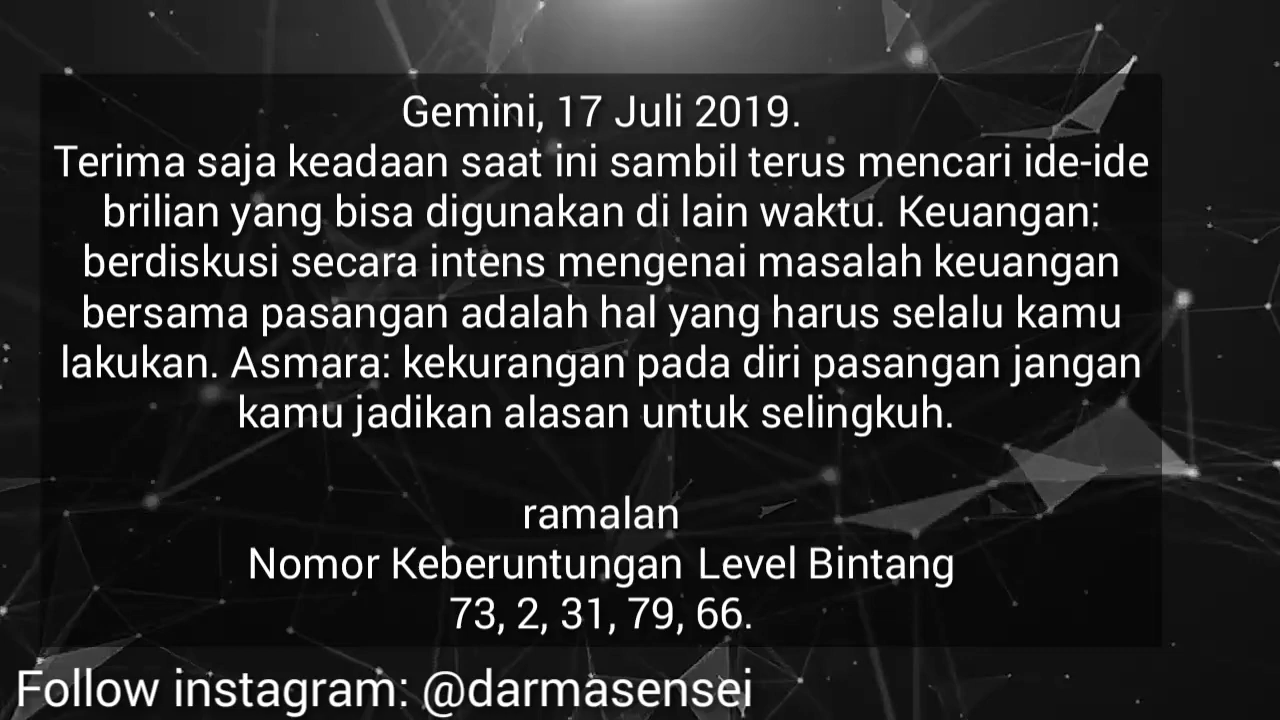 Gemini, 17 Juli 2019.
Terima saja keadaan saat ini sambil terus mencari ide-ide
brilian yang bisa digunakan di lain waktu. Keuangan:
berdiskusi secara intens mengenai masalah keuangan
bersama pasangan adalah hal yang harus selalu kamu
lakukan. Asmara: kekurangan pada diri pasangan jangan
kamu jadikan alasan untuk selingkuh.
ramalan
Nomor Keberuntungan Level Bintang
73, 2, 31, 79, 66.
Follow instagram: @darmasensei